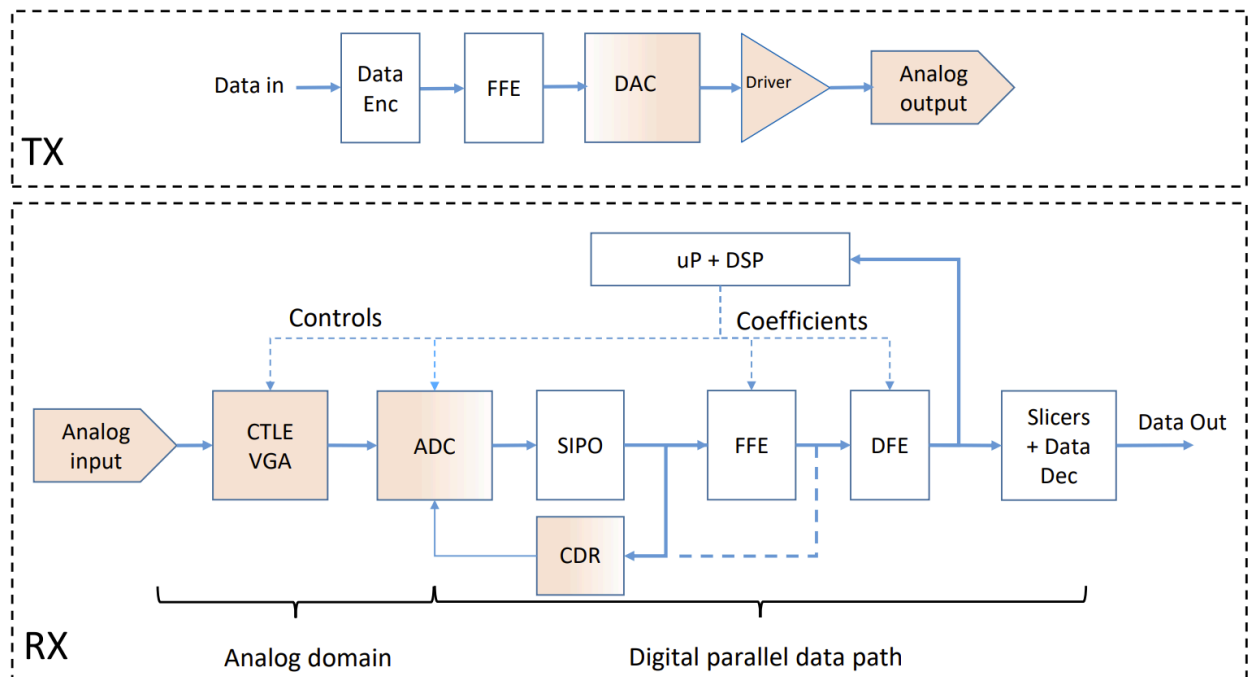 Data in
Data
Enc
FFE
DAC
Driver
Analog
output
TX
uP + DSP
Controls
Coefficients
Analog
input
CTLE
VGA
ADC
SIPO
FFE
DFE
Slicers
+ Data
Dec
Data Out
CDR
RX
Analog domain
Digital parallel data path